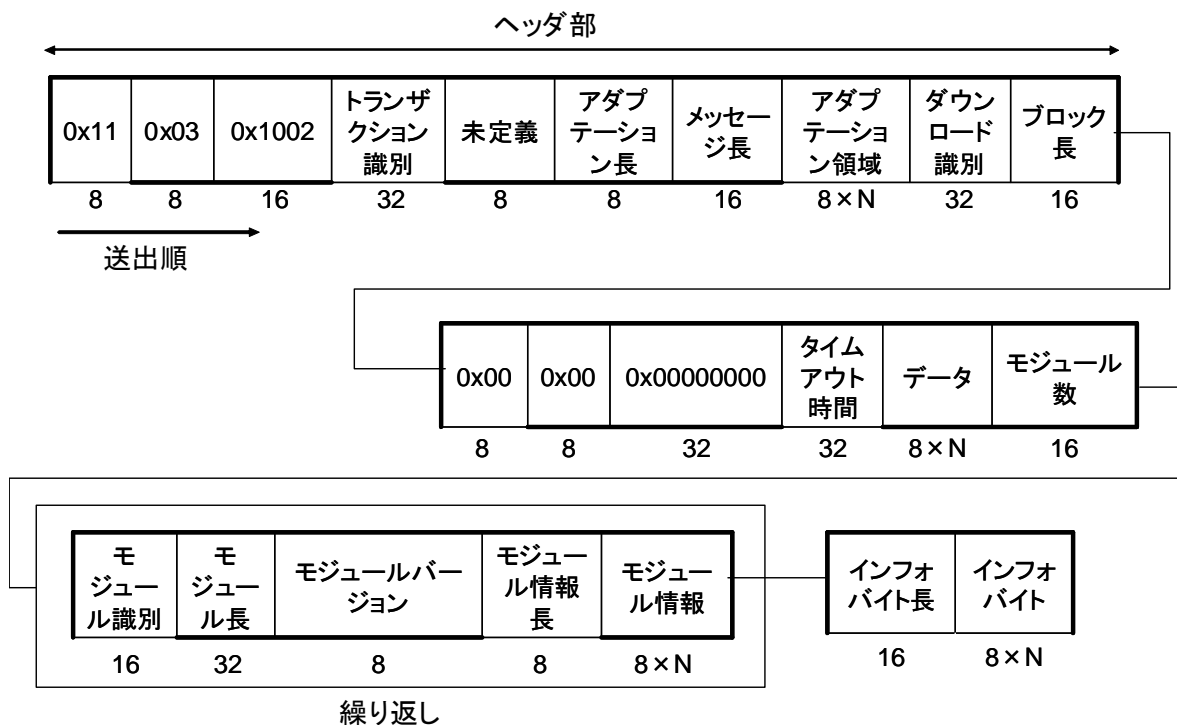 ヘッダ部
0x11
0x03
0x1002
トランザ
クション
識別
未定義
アダプ
テーショ
ン長
メッセー
ジ長
アダプ
テーショ
ン領域
ダウン
ロード
識別
ブロック
長
8
8
16
32
8
8
16
8×N
32
16
送出順
0x00
0x00
0x00000000
タイム
アウト
時間
データ
モジュール
数
8
8
32
32
8×N
16
モ
ジュー
ル識別
モ
ジュー
ル長
モジュールバー
ジョン
モジュー
ル情報
長
モジュー
ル情報
インフォ
バイト長
インフォ
バイト
16
32
8
8
8×N
16
8×N
繰り返し